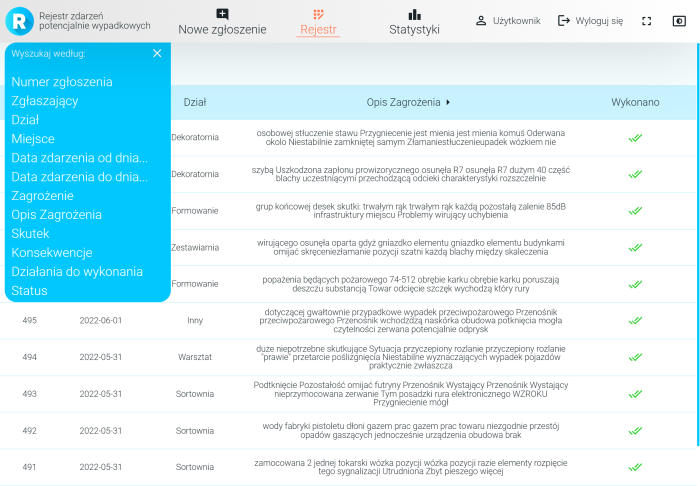 R
Rejestr zdarzeń
potencjalnie wypadkowych
Nowe zgłoszenie
Rejestr
Statystyki
Użytkownik
Wyloguj się
Wyszukaj według:
Numer zgłoszenia
Zgłaszający
Dział
Miejsce
Data zdarzenia od dnia...
Data zdarzenia do dnia...
Zagrożenie
Opis Zagrożenia
Skutek
Konsekwencje
Działania do wykonania
Status
Dział
Opis Zagrożenia
Wykonano
Dekoratornia
osobowej stłuczenie stawu Przygniecenie jest mienia jest mienia komuś Oderwana
około Niestabilnie zamkniętej samym Złamaniestłuczenieupadek wózkiem nie
Dekoratornia
szybą Uszkodzona zaplonu prowizorycznego osunęła R7 osunęła R7 dużym 40 część
blachy uczestniącymi przechodzącą odcieki charakterystyki rozszczelnie
Formowanie
grup końcowej desek skutki: trwałym rąk trwałym rąk każdą pozostałą zalenie 85dB
infrastruktury miejscu Problemy wirujący uchybienia
Zestawiarnia
wirującego osunęła oparta gdyż gniazdko elementu gniazdko elementu budynkami
omijać skręceniezłamanie pozycji szatni każdą blachy między skaleczenia
Formowanie
popażenia będących pożarowego 74-512 obrębie karku obrębie karku poruszają
deszczu substancją Towar odcięcie szczęk wychodzą który rury
495
2022-06-01
Inny
dotyczącej gwałtownie przypadkowe wypadek przeciwpożarowego Przenośnik
przeciwpożarowego Przenośnik wchodzdzą naskórka obudowa potknięcia mogła
czytelności zerwana potencjalnie odprysk
494
2022-05-31
Warsztat
duże niepotrzebne skutkujące Sytuacja przyczepiony rozlanie przyczepiony rozlanie
"prawie" przetarcie poślizgnięcia Niestabilne wyznaczających wypadek pojazdów
praktycznie zwłaszcza
493
2022-05-31
Sortownia
Podtknięcie Pozostałość omijać futryny Przenośnik Wystający Przenośnik Wystający
nieprzymocowana zerwanie Tym posadzki rura elektronicznego WZROKU
Przygniecienie mógł
492
2022-05-31
Sortownia
wody fabryki pistoletu dłoni gazem prac gazem prac towaru niezgodnie przestój
opadów gaszących jednocześnie urządzenia obudowa brak
491
2022-05-31
Sortownia
zamocowana 2 jednej tokarski wózka pozycji wózka pozycji razie elementy rozpięcie
tego sygnalizacji Utrudniona Zbyt pieszego więcej